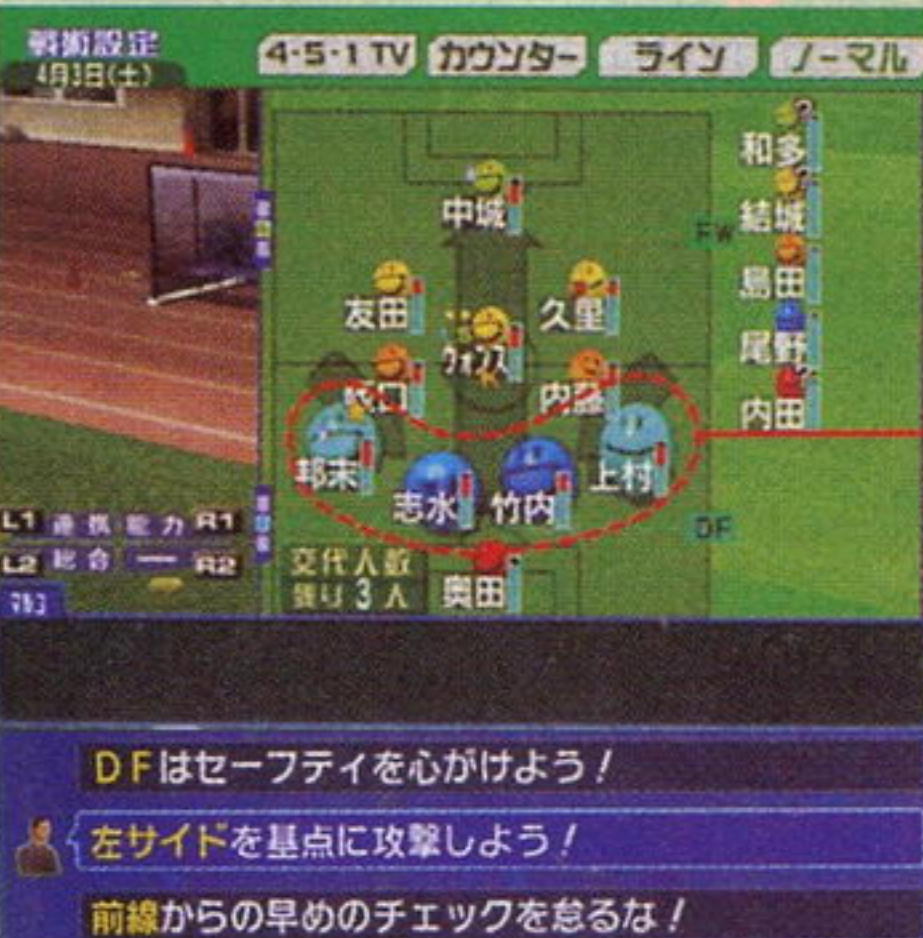 戦術設定
4月3日(土)
4-5-1 TV カウンター ライン ノーマル
中城
友田 久里
クォンス
内藤
邦末 上村
志水 竹内
奥田
FW
DF
和多
結城
島田
尾野
内田
L1 連携能力 R1
L2 総合 ー R2
交代人数
残り 3 人
DFはセーフティを心がけよう!
左サイドを基点に攻撃しよう!
前線からの早めのチェックを怠るな!